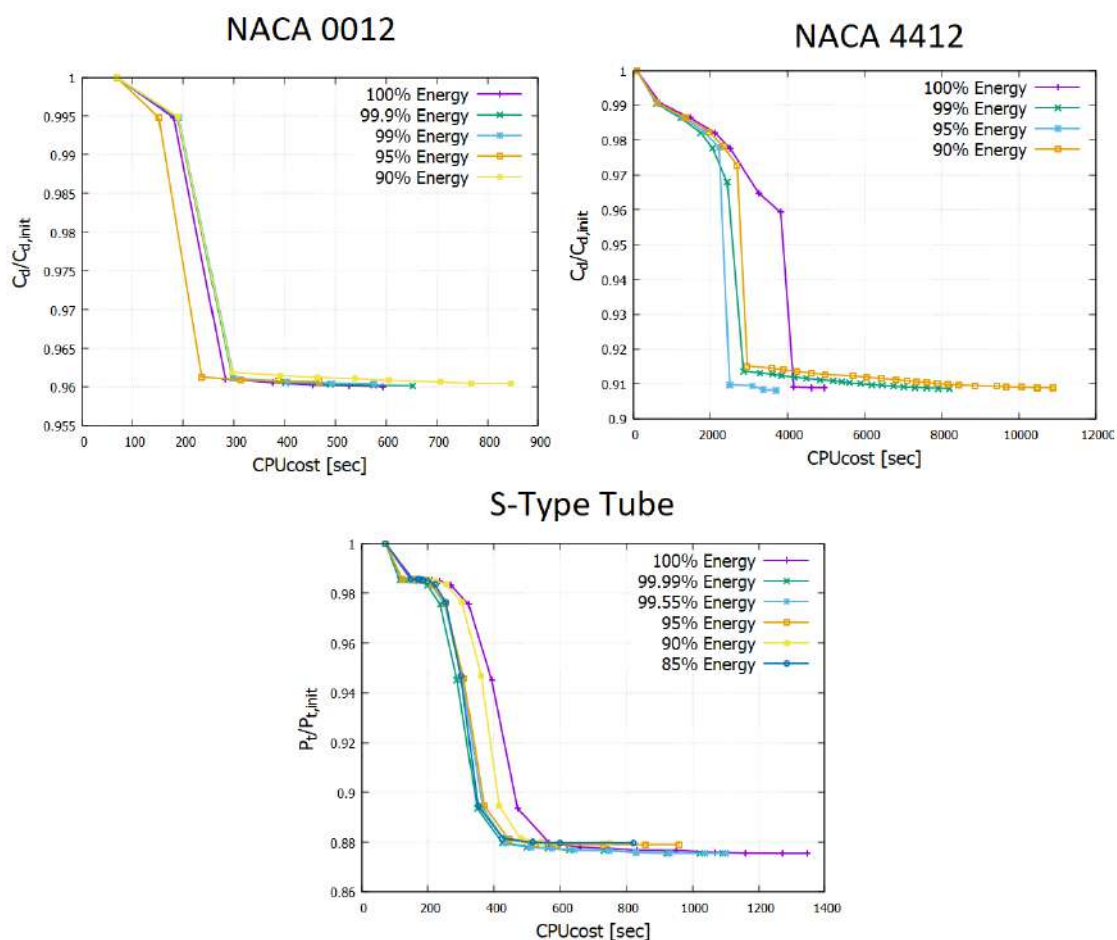 NACA 0012
1
0.995
0.99
0.985
0.98
0.975
0.97
0.965
0.96
0.955
0 100 200 300 400 500 600 700 800 900
CPUcost [sec]
Cd/Cd,init
100% Energy
99.9% Energy
99% Energy
95% Energy
90% Energy
NACA 4412
1
0.99
0.98
0.97
0.96
0.95
0.94
0.93
0.92
0.91
0.9
0 2000 4000 6000 8000 10000 12000
CPUcost [sec]
Cd/Cd,init
100% Energy
99% Energy
95% Energy
90% Energy
S-Type Tube
1
0.98
0.96
0.94
0.92
0.9
0.88
0.86
0 200 400 600 800 1000 1200 1400
CPUcost [sec]
Pt/Pt,init
100% Energy
99.99% Energy
99.55% Energy
95% Energy
90% Energy
85% Energy